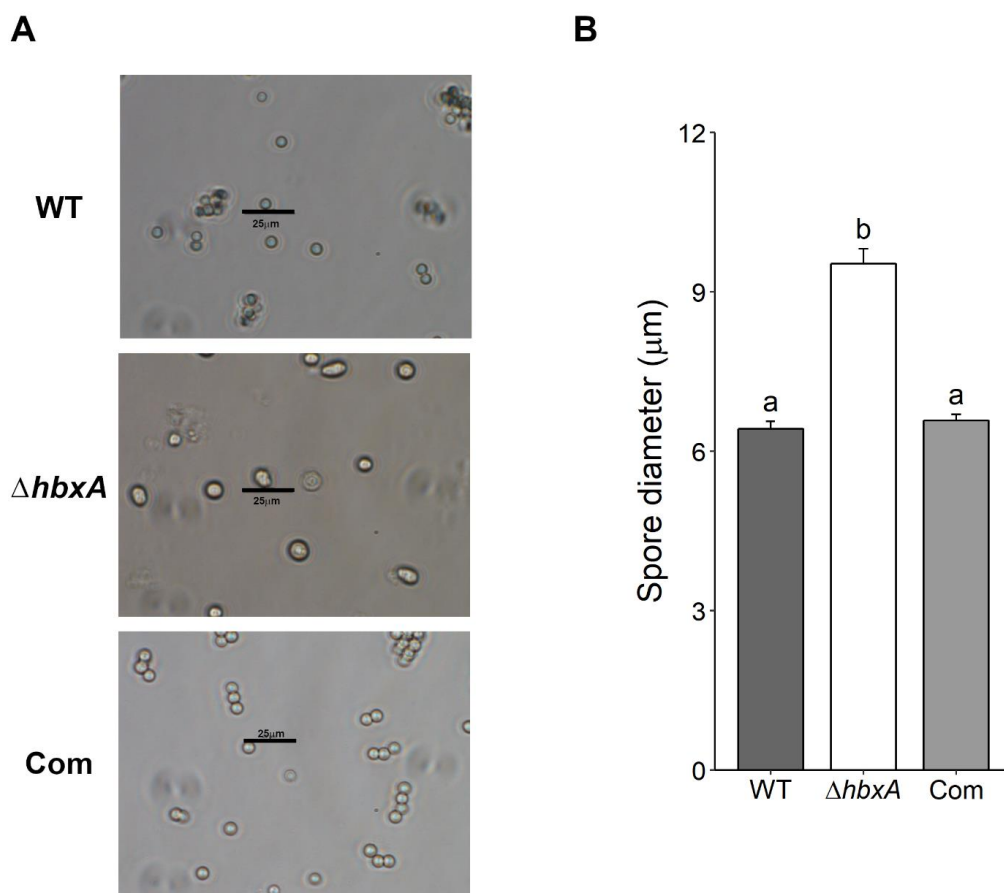 A
WT
25μm
ΔhbxA
25μm
Com
25μm
B
Spore diameter (μm)
12
9
6
3
0
a
b
a
WT
ΔhbxA
Com